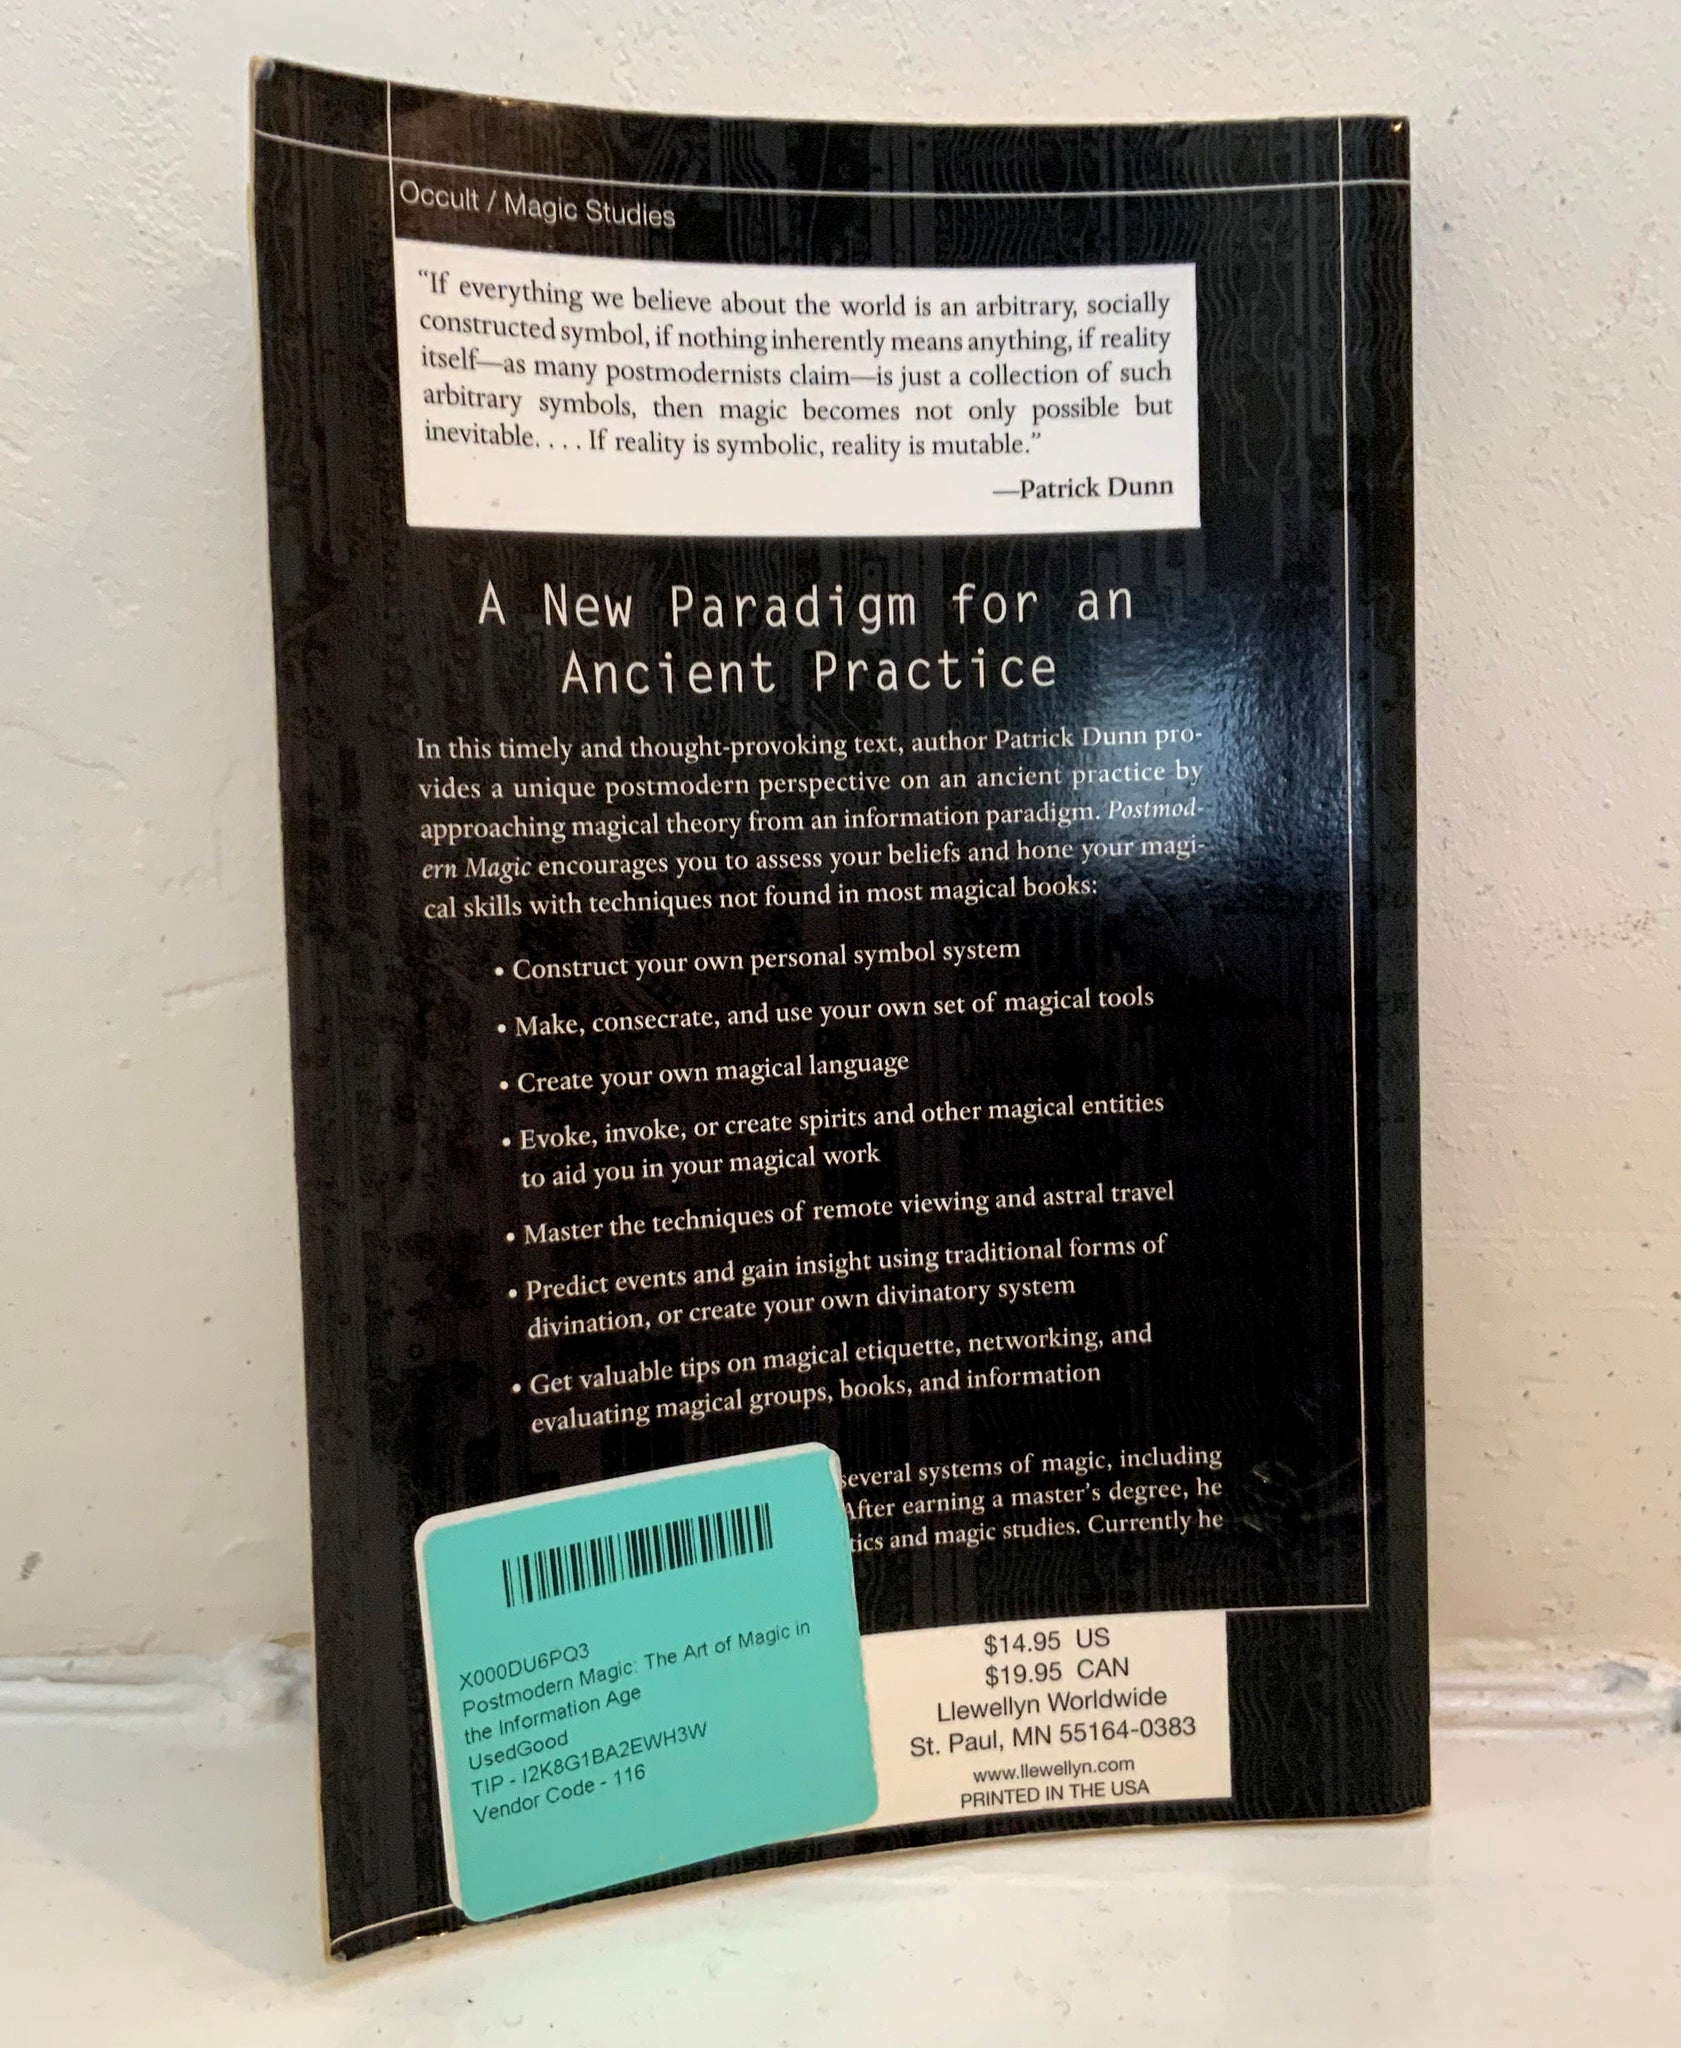 Occult / Magic Studies
“If everything we believe about the world is an arbitrary, socially
constructed symbol, if nothing inherently means anything, if reality
itself—as many postmodernists claim—is just a collection of such
arbitrary symbols, then magic becomes not only possible but
inevitable. . . . If reality is symbolic, reality is mutable.”
—Patrick Dunn
A New Paradigm for an
Ancient Practice
In this timely and thought-provoking text, author Patrick Dunn pro-
vides a unique postmodern perspective on an ancient practice by
approaching magical theory from an information paradigm. Postmod-
ern Magic encourages you to assess your beliefs and hone your magi-
cal skills with techniques not found in most magical books:
• Construct your own personal symbol system
• Make, consecrate, and use your own set of magical tools
• Create your own magical language
• Evoke, invoke, or create spirits and other magical entities
to aid you in your magical work
• Master the techniques of remote viewing and astral travel
• Predict events and gain insight using traditional forms of
divination, or create your own divinatory system
• Get valuable tips on magical etiquette, networking, and
evaluating magical groups, books, and information
several systems of magic, including
After earning a master’s degree, he
tics and magic studies. Currently he
X000DU6PQ3
Postmodern Magic: The Art of Magic in
the Information Age
UsedGood
TIP - I2K8G1BA2EWH3W
Vendor Code - 116
$14.95 US
$19.95 CAN
Llewellyn Worldwide
St. Paul, MN 55164-0383
www.llewellyn.com
PRINTED IN THE USA